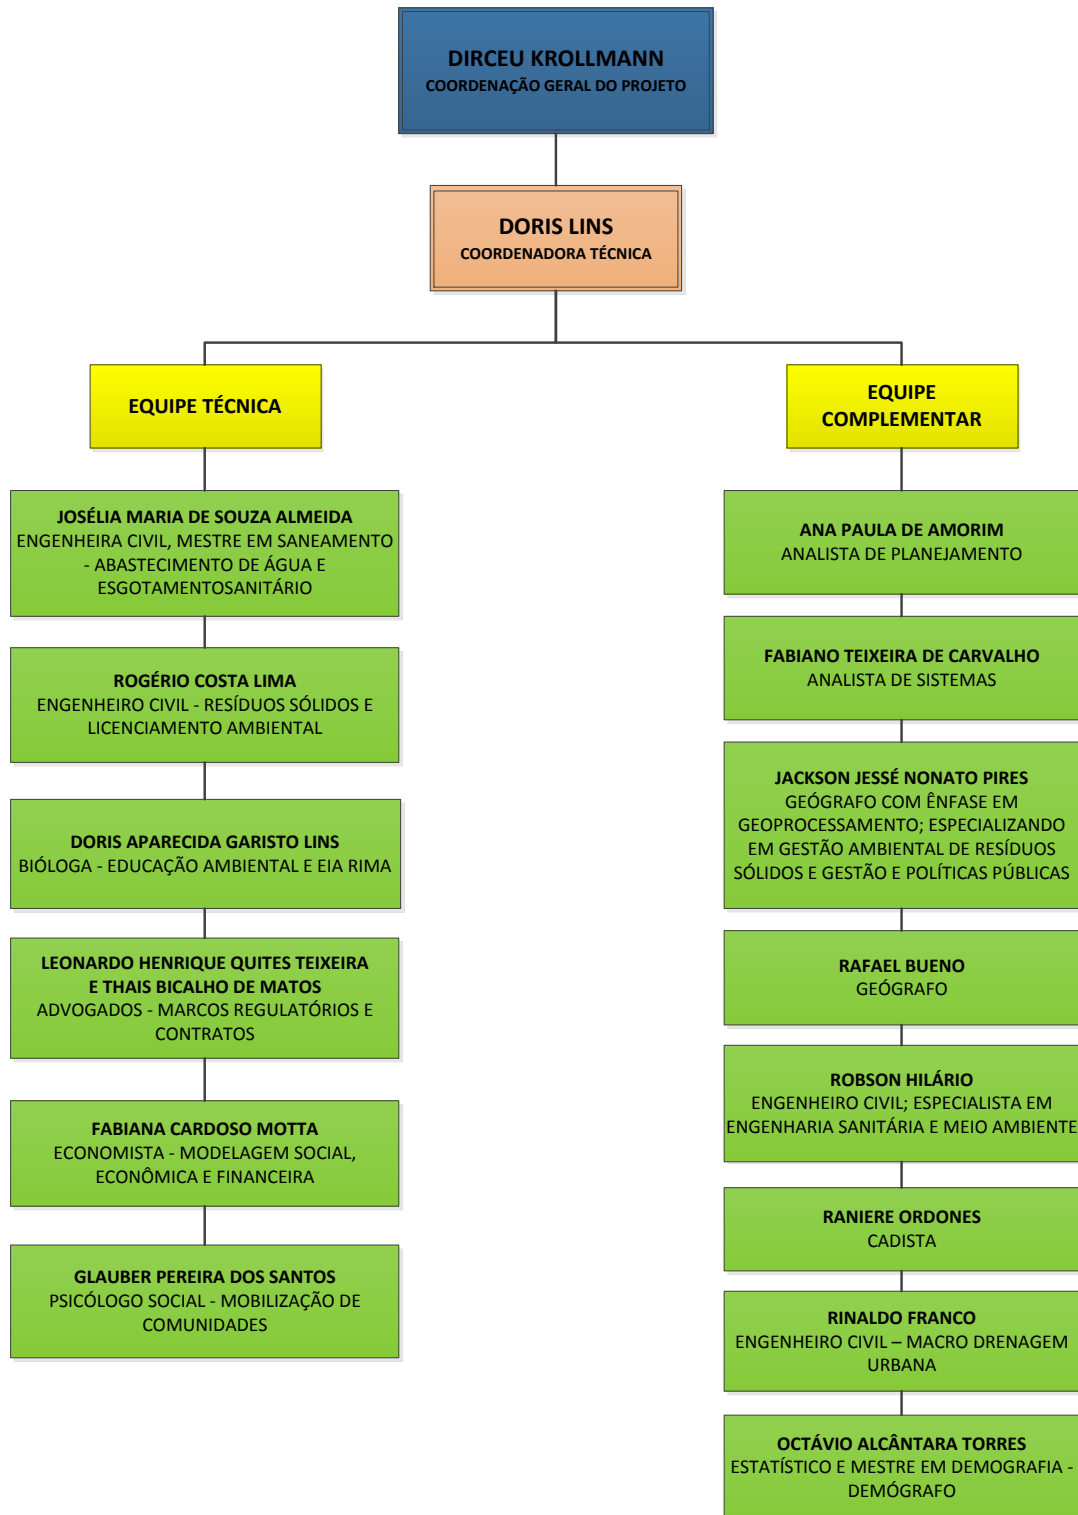 DIRCEU KROLLMANN
COORDENAÇÃO GERAL DO PROJETO
DORIS LINS
COORDENADORA TÉCNICA
EQUIPE TÉCNICA
JOSÉLIA MARIA DE SOUZA ALMEIDA
ENGENHEIRA CIVIL, MESTRE EM SANEAMENTO
- ABASTECIMENTO DE ÁGUA E
ESGOTAMENTOSANITÁRIO
ROGÉRIO COSTA LIMA
ENGENHEIRO CIVIL - RESÍDUOS SÓLIDOS E
LICENCIAMENTO AMBIENTAL
DORIS APARECIDA GARISTO LINS
BIÓLOGA - EDUCAÇÃO AMBIENTAL E EIA RIMA
LEONARDO HENRIQUE QUITES TEIXEIRA
E THAIS BICALHO DE MATOS
ADVOGADOS - MARCOS REGULATÓRIOS E
CONTRATOS
FABIANA CARDOSO MOTTA
ECONOMISTA - MODELAGEM SOCIAL,
ECONÔMICA E FINANCEIRA
GLAUBER PEREIRA DOS SANTOS
PSICÓLOGO SOCIAL - MOBILIZAÇÃO DE
COMUNIDADES
EQUIPE
COMPLEMENTAR
ANA PAULA DE AMORIM
ANALISTA DE PLANEJAMENTO
FABIANO TEIXEIRA DE CARVALHO
ANALISTA DE SISTEMAS
JACKSON JESSÉ NONATO PIRES
GEÓGRAFO COM ÊNFASE EM
GEOPROCESSAMENTO; ESPECIALIZANDO
EM GESTÃO AMBIENTAL DE RESÍDUOS
SÓLIDOS E GESTÃO E POLÍTICAS PÚBLICAS
RAFAEL BUENO
GEÓGRAFO
ROBSON HILÁRIO
ENGENHEIRO CIVIL; ESPECIALISTA EM
ENGENHARIA SANITÁRIA E MEIO AMBIENTE
RANIERE ORDONES
CADISTA
RINALDO FRANCO
ENGENHEIRO CIVIL – MACRO DRENAGEM
URBANA
OCTÁVIO ALCÂNTARA TORRES
ESTATÍSTICO E MESTRE EM DEMOGRAFIA -
DEMÓGRAFO